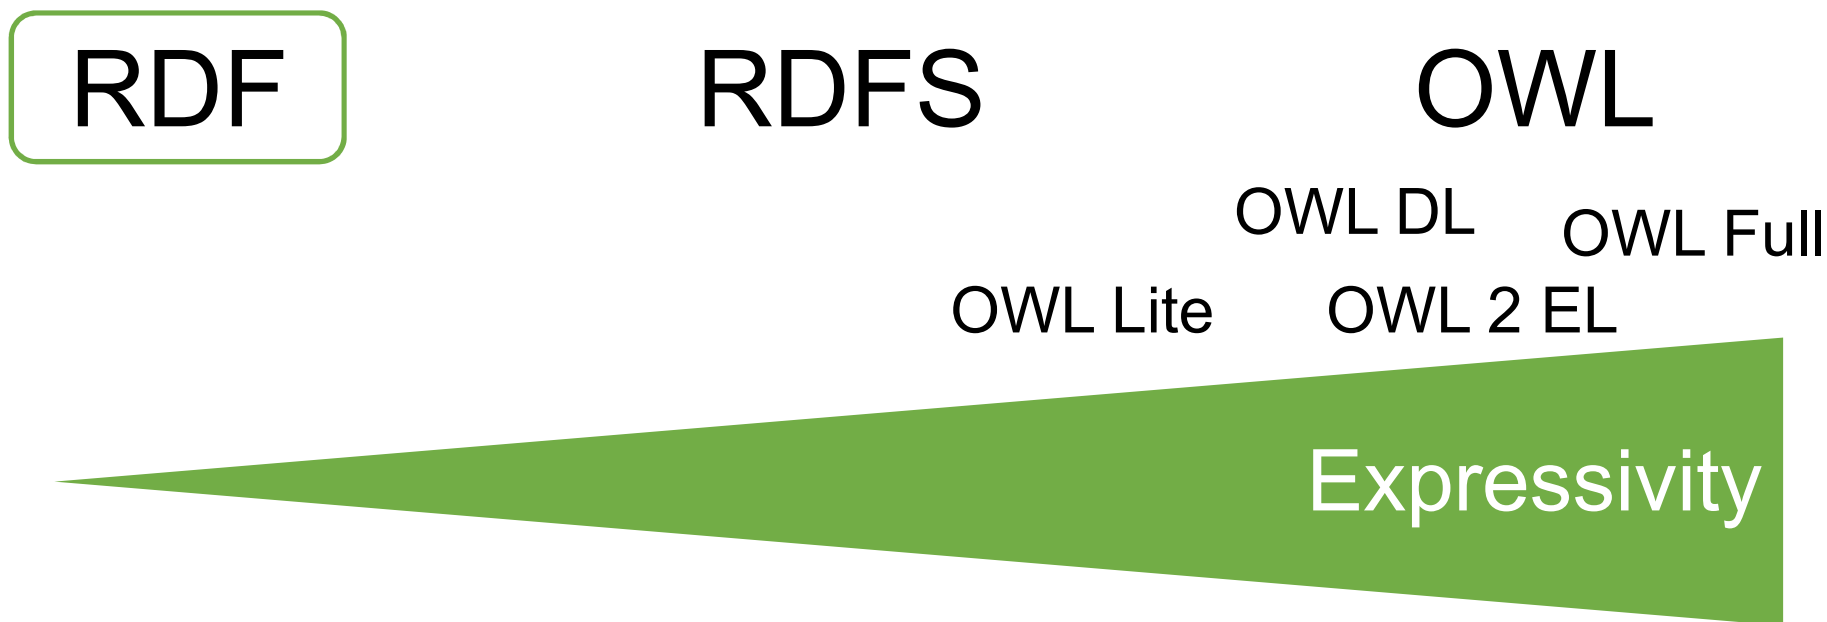 RDF RDFS OWL
OWL DL
OWL Full
OWL Lite
OWL 2 EL
Expressivity